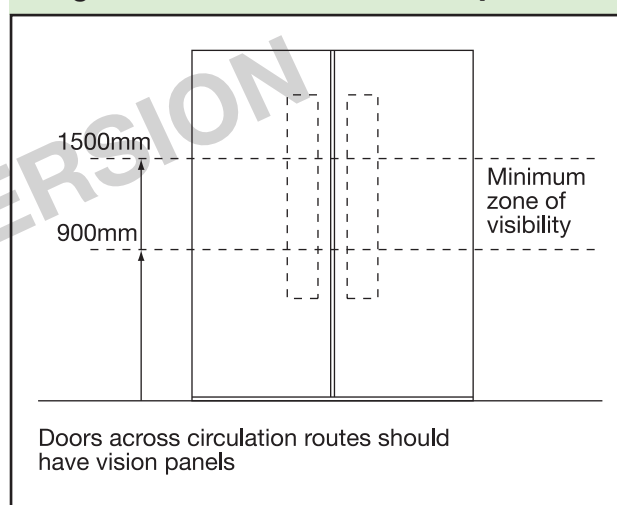 ERSION
1500mm
900mm
Minimum
zone of
visibility
Doors across circulation routes should
have vision panels